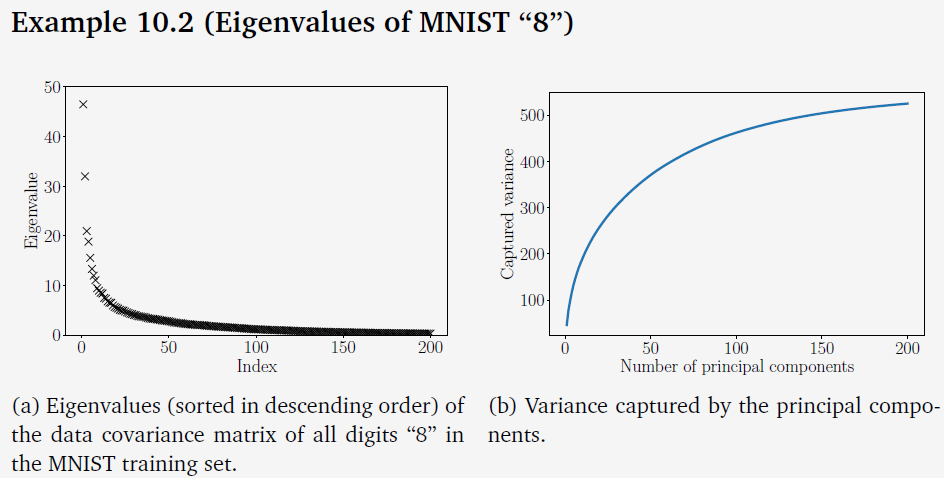 Example 10.2 (Eigenvalues of MNIST “8”)
50
40
30
20
10
0
Eigenvalue
0 50 100 150 200
Index
500
400
300
200
100
Captured variance
0 50 100 150 200
Number of principal components
(a) Eigenvalues (sorted in descending order) of
the data covariance matrix of all digits “8” in
the MNIST training set.
(b) Variance captured by the principal compo-
nents.